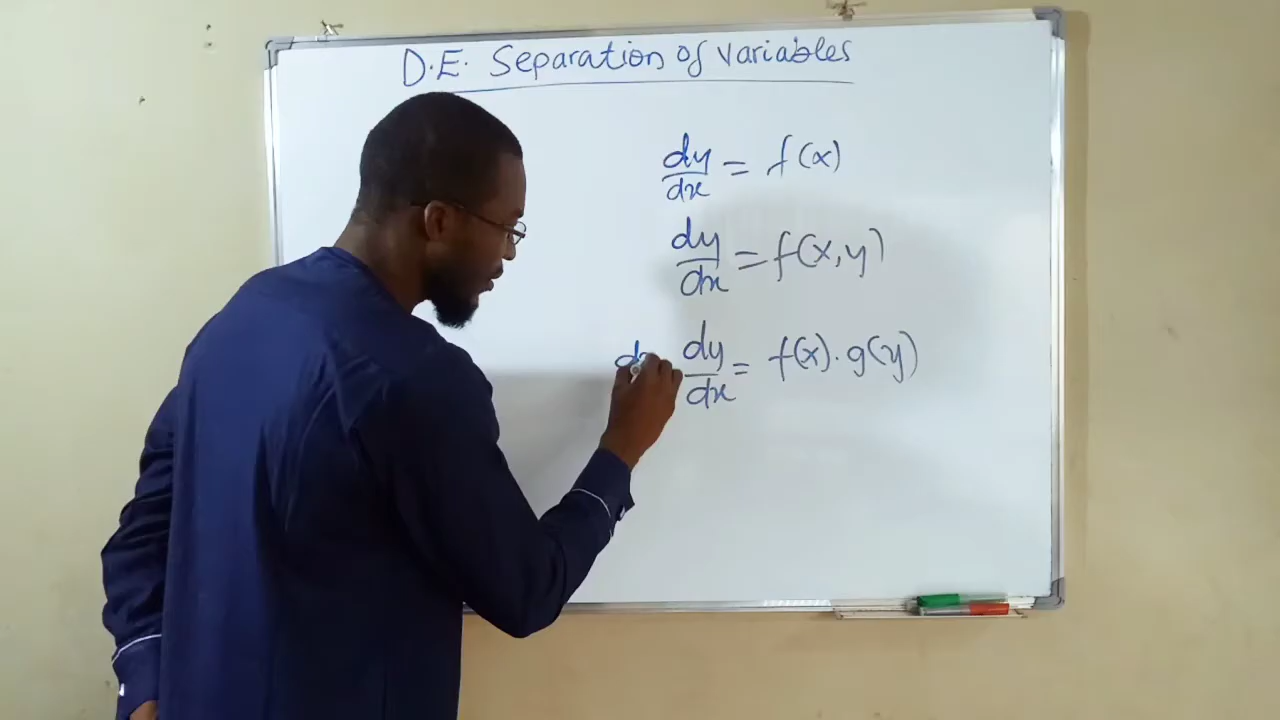 D.E. Separation of variables
dy/dx = f(x)
dy/dx = f(x,y)
dy/dx = f(x)·g(y)